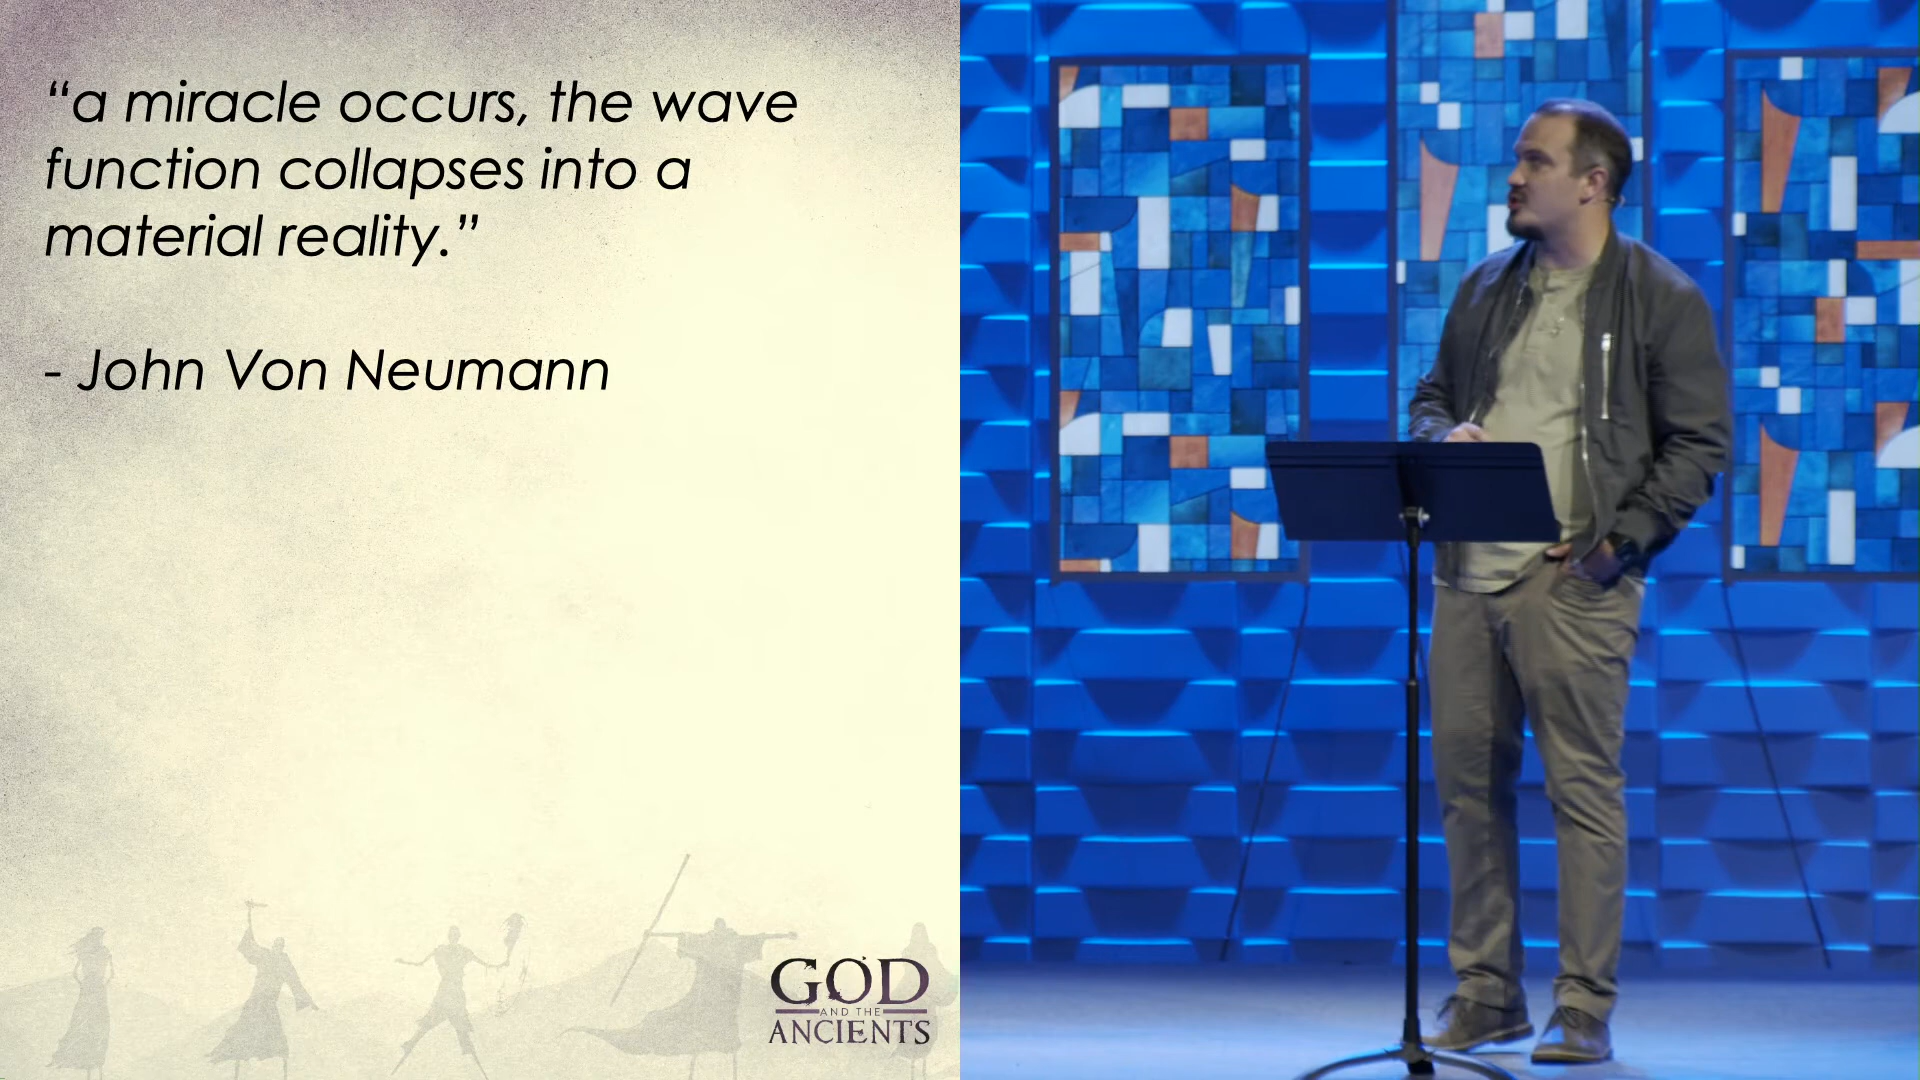 “a miracle occurs, the wave
function collapses into a
material reality.”
- John Von Neumann
GOD
AND THE
ANCIENTS